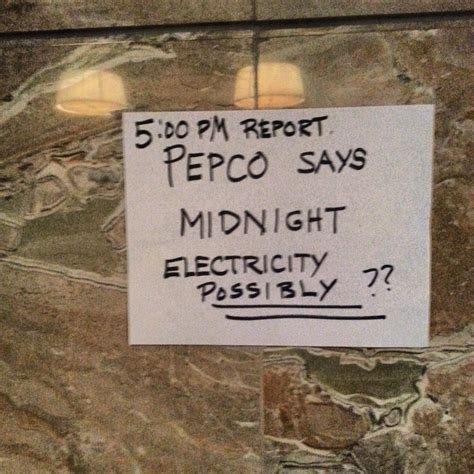 5:00 PM REPORT.
PEPCO SAYS
MIDNIGHT
ELECTRICITY
POSSIBLY ??